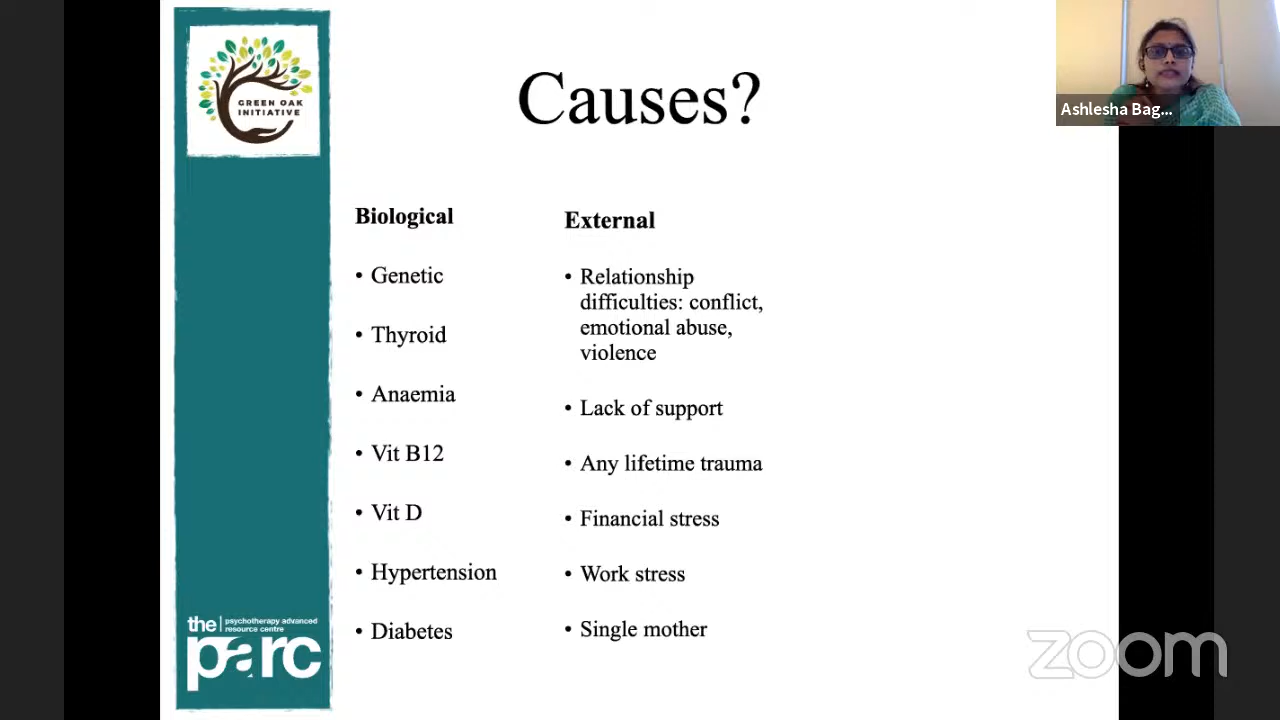 GREEN OAK
INITIATIVE
Causes?
Ashlesha Bag...
Biological
• Genetic
• Thyroid
• Anaemia
• Vit B12
• Vit D
• Hypertension
• Diabetes
External
• Relationship
difficulties: conflict,
emotional abuse,
violence
• Lack of support
• Any lifetime trauma
• Financial stress
• Work stress
• Single mother
the | psychotherapy advanced
resource centre
parc
zoom